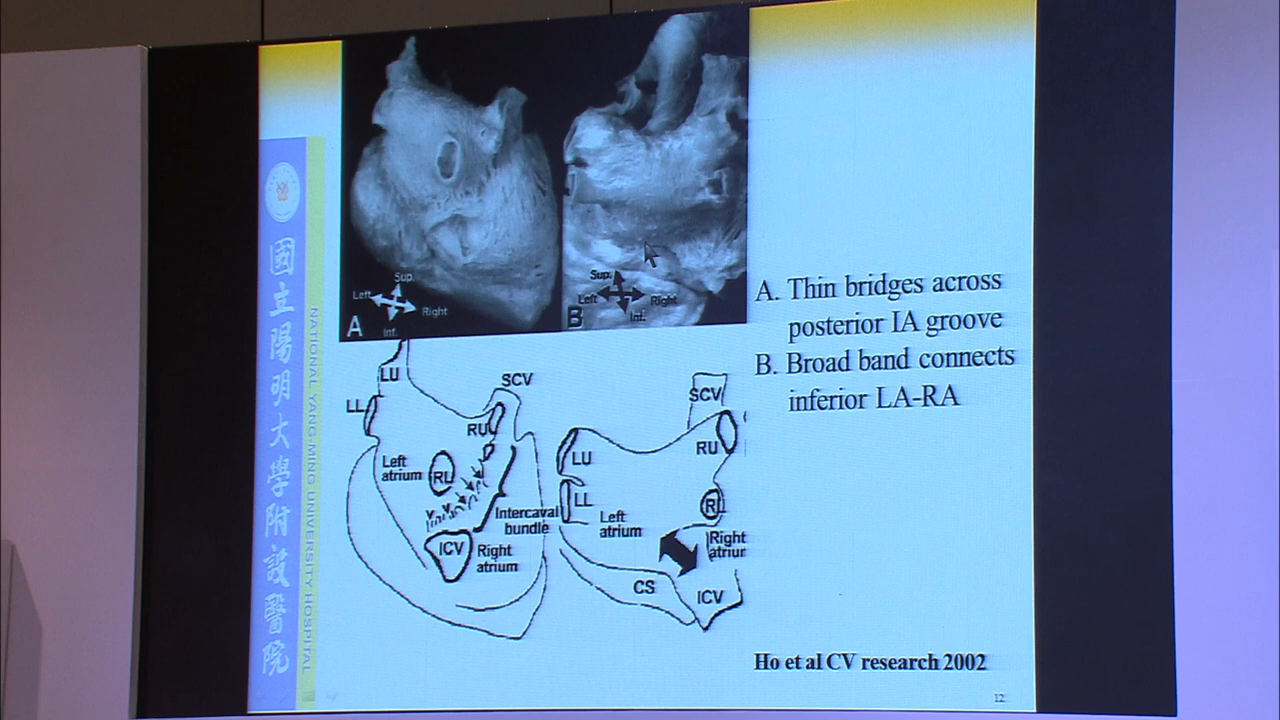 國立陽明大學附設醫院
NATIONAL YANG-MING UNIVERSITY HOSPITAL
Sup.
Left
Right
Inf.
A
Sup.
Left
Right
Inf.
B
A. Thin bridges across
posterior IA groove
B. Broad band connects
inferior LA-RA
LU
SCV
LL
RU
Left
atrium
RL
Intercaval
bundle
ICV
Right
atrium
SCV
RU
LU
LL
RL
Left
atrium
Right
atriur
CS
ICV
Ho et al CV research 2002
12